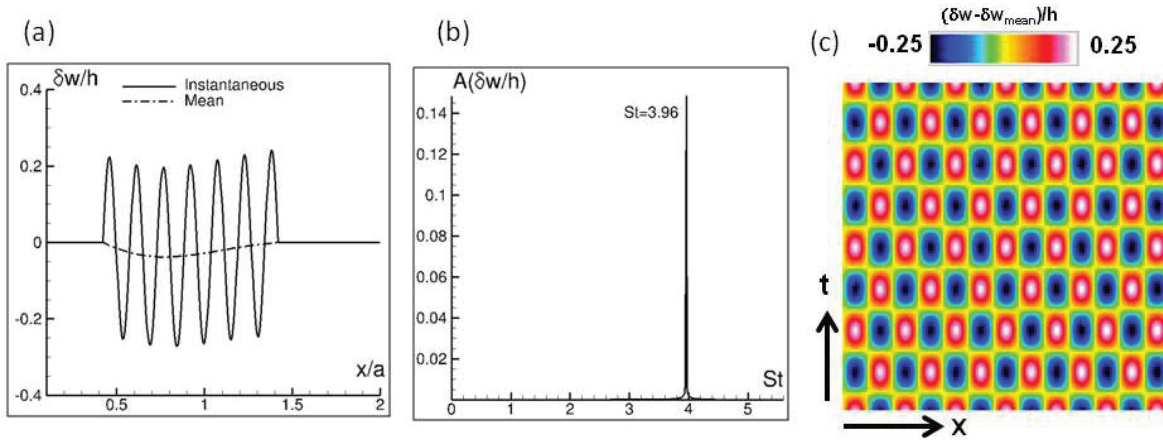 (a)
δw/h
Instantaneous
Mean
0.4
0.2
0
-0.2
-0.4
0.5
1
1.5
2
x/a
(b)
A(δw/h)
St=3.96
0.14
0.12
0.1
0.08
0.06
0.04
0.02
0
1
2
3
4
5
St
(c)
(δw-δw_mean)/h
-0.25 0.25
t
x